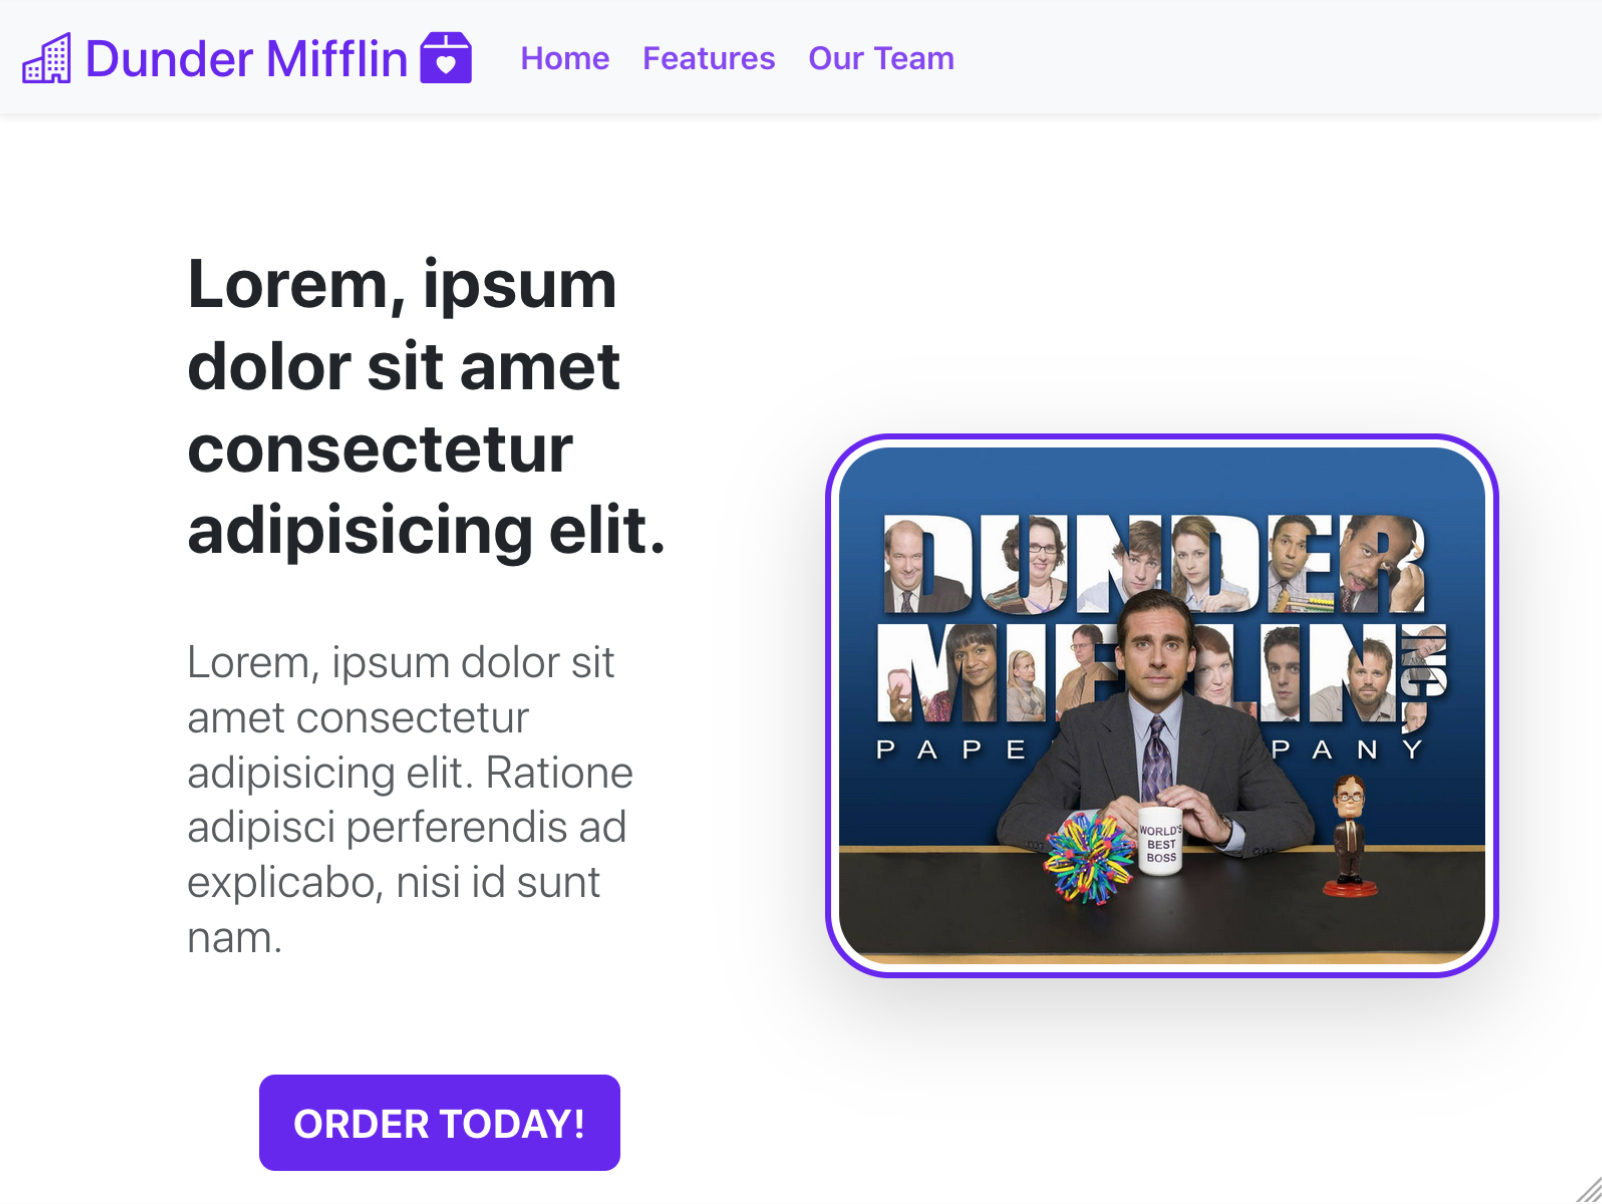 Dunder Mifflin
Home Features Our Team
Lorem, ipsum
dolor sit amet
consectetur
adipisicing elit.
Lorem, ipsum dolor sit
amet consectetur
adipisicing elit. Ratione
adipisci perferendis ad
explicabo, nisi id sunt
nam.
ORDER TODAY!
DUNDER
MIFFLIN INC.
PAPE PANY
WORLD'S
BEST
BOSS